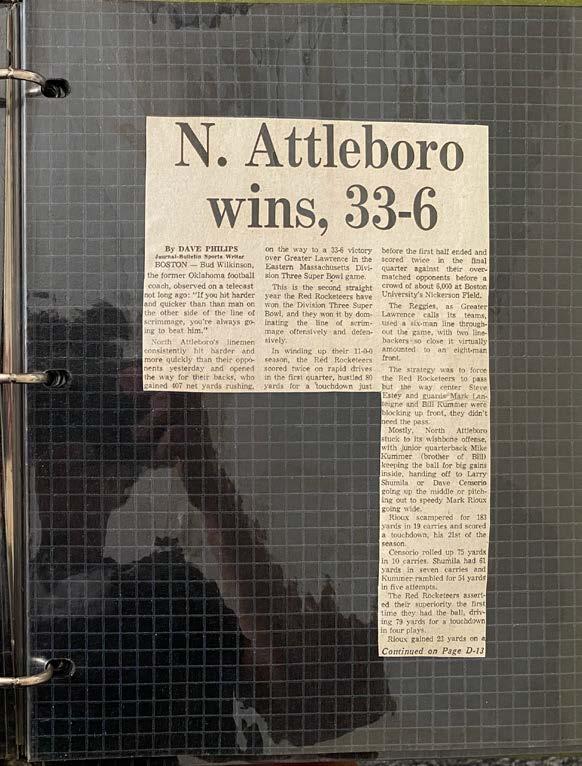 N. Attleboro
wins, 33-6
By DAVE PHILIPS
Journal-Bulletin Sports Writer
BOSTON — Bud Wilkinson,
the former Oklahoma football
coach, observed on a telecast
not long ago: "If you hit harder
and quicker than than man on
the other side of the line of
scrimmage, you're always go-
ing to beat him."
North Attleboro's linemen
consistently hit harder and
more quickly than their oppo-
nents yesterday and opened
the way for their backs, who
gained 407 net yards rushing,
on the way to a 33-6 victory
over Greater Lawrence in the
Eastern Massachusetts Divi-
sion Three Super Bowl game.
This is the second straight
year the Red Rocketeers have
won the Division Three Super
Bowl, and they won it by dom-
inating the line of scrim-
mage offensively and defen-
sively.
In winding up their 11-0-0
season, the Red Rocketeers
scored twice on rapid drives
in the first quarter, hustled 80
yards for a touchdown just
before the first half ended and
scored twice in the final
quarter against their over-
matched opponents before a
crowd of about 6,000 at Boston
University's Nickerson Field.
The Reggies, as Greater
Lawrence calls its teams,
used a six-man line through-
out the game, with two line-
backers so close it virtually
amounted to an eight-man
front.
The strategy was to force
the Red Rocketeers to pass
but the way center Steve
Estey and guards Mark Lan-
teigne and Bill Kummer were
blocking up front, they didn't
need the pass.
Mostly, North Attleboro
stuck to its wishbone offense,
with junior quarterback Mike
Kummer (brother of Bill)
keeping the ball for big gains
inside, handing off to Larry
Shumila or Dave Censorio
going up the middle or pitch-
ing out to speedy Mark Rioux
going wide.
Rioux scampered for 183
yards in 19 carries and scored
a touchdown, his 21st of the
season.
Censorio rolled up 75 yards
in 10 carries. Shumila had 61
yards in seven carries and
Kummer rambled for 54 yards
in five attempts.
The Red Rocketeers assert-
ed their superiority the first
time they had the ball, driv-
ing 79 yards for a touchdown
in four plays.
Rioux gained 22 yards on a
Continued on Page D-13